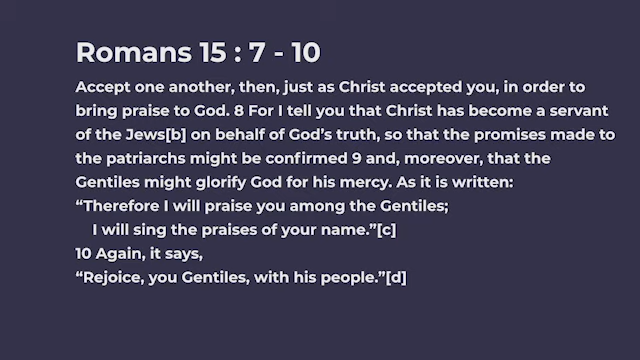 Romans 15 : 7 - 10
Accept one another, then, just as Christ accepted you, in order to
bring praise to God. 8 For I tell you that Christ has become a servant
of the Jews[b] on behalf of God’s truth, so that the promises made to
the patriarchs might be confirmed 9 and, moreover, that the
Gentiles might glorify God for his mercy. As it is written:
“Therefore I will praise you among the Gentiles;
I will sing the praises of your name.”[c]
10 Again, it says,
“Rejoice, you Gentiles, with his people.”[d]